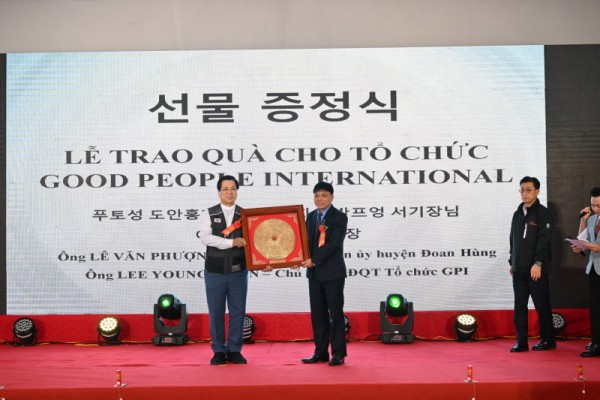 선물 증정식
LỄ TRAO QUÀ CHO TỔ CHỨC
GOOD PEOPLE INTERNATIONAL
푸토성 도안흥 서기장님
장
Ông LÊ VĂN PHƯỢN ủy huyện Đoan Hùng
Ông LEE YOUNG – Chủ ĐQT Tổ chức GPI